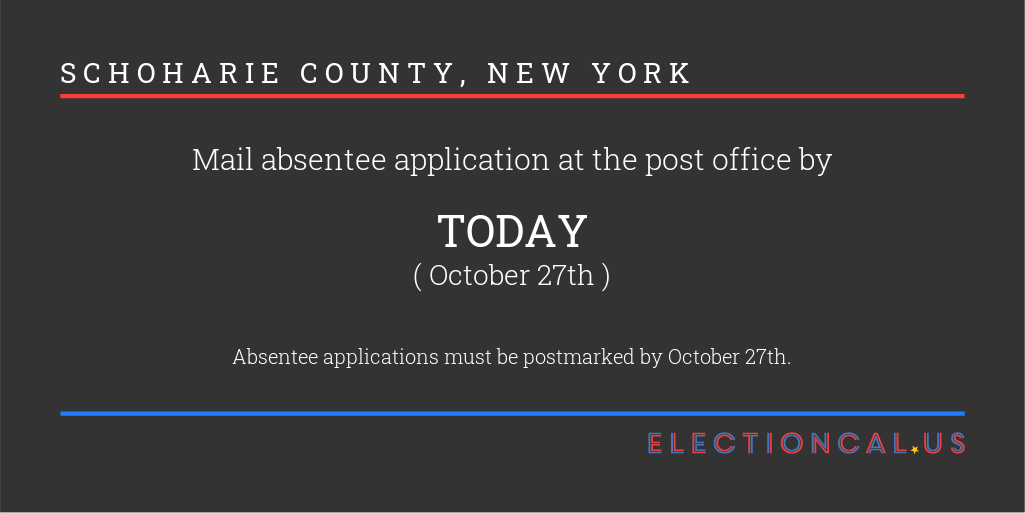 SCHOHARIE COUNTY, NEW YORK
Mail absentee application at the post office by
TODAY
( October 27th )
Absentee applications must be postmarked by October 27th.
ELECTIONCAL.US